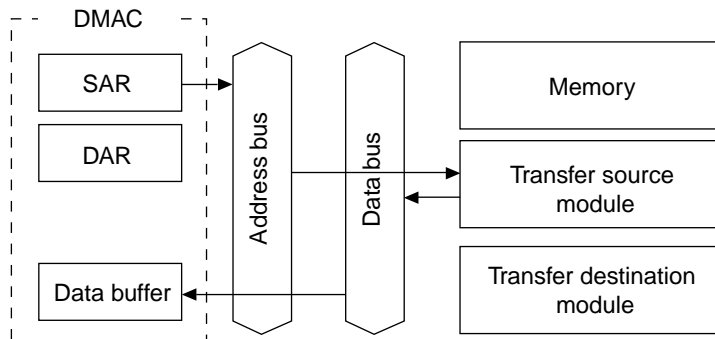 DMAC
SAR
DAR
Data buffer
Address bus
Data bus
Memory
Transfer source
module
Transfer destination
module